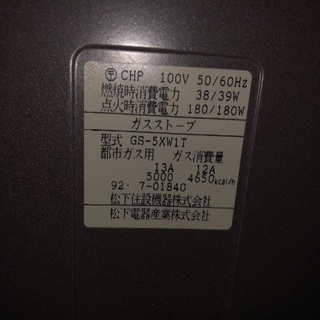 〒 CHP 100V 50/60Hz
燃焼時消費電力 38/39W
点火時消費電力 180/180W
ガスストーブ
型式 GS-5XW1T
都市ガス用 ガス消費量
13A 12A
5000 4650kcal/h
92・7-01840
松下住設機器株式会社
松下電器産業株式会社